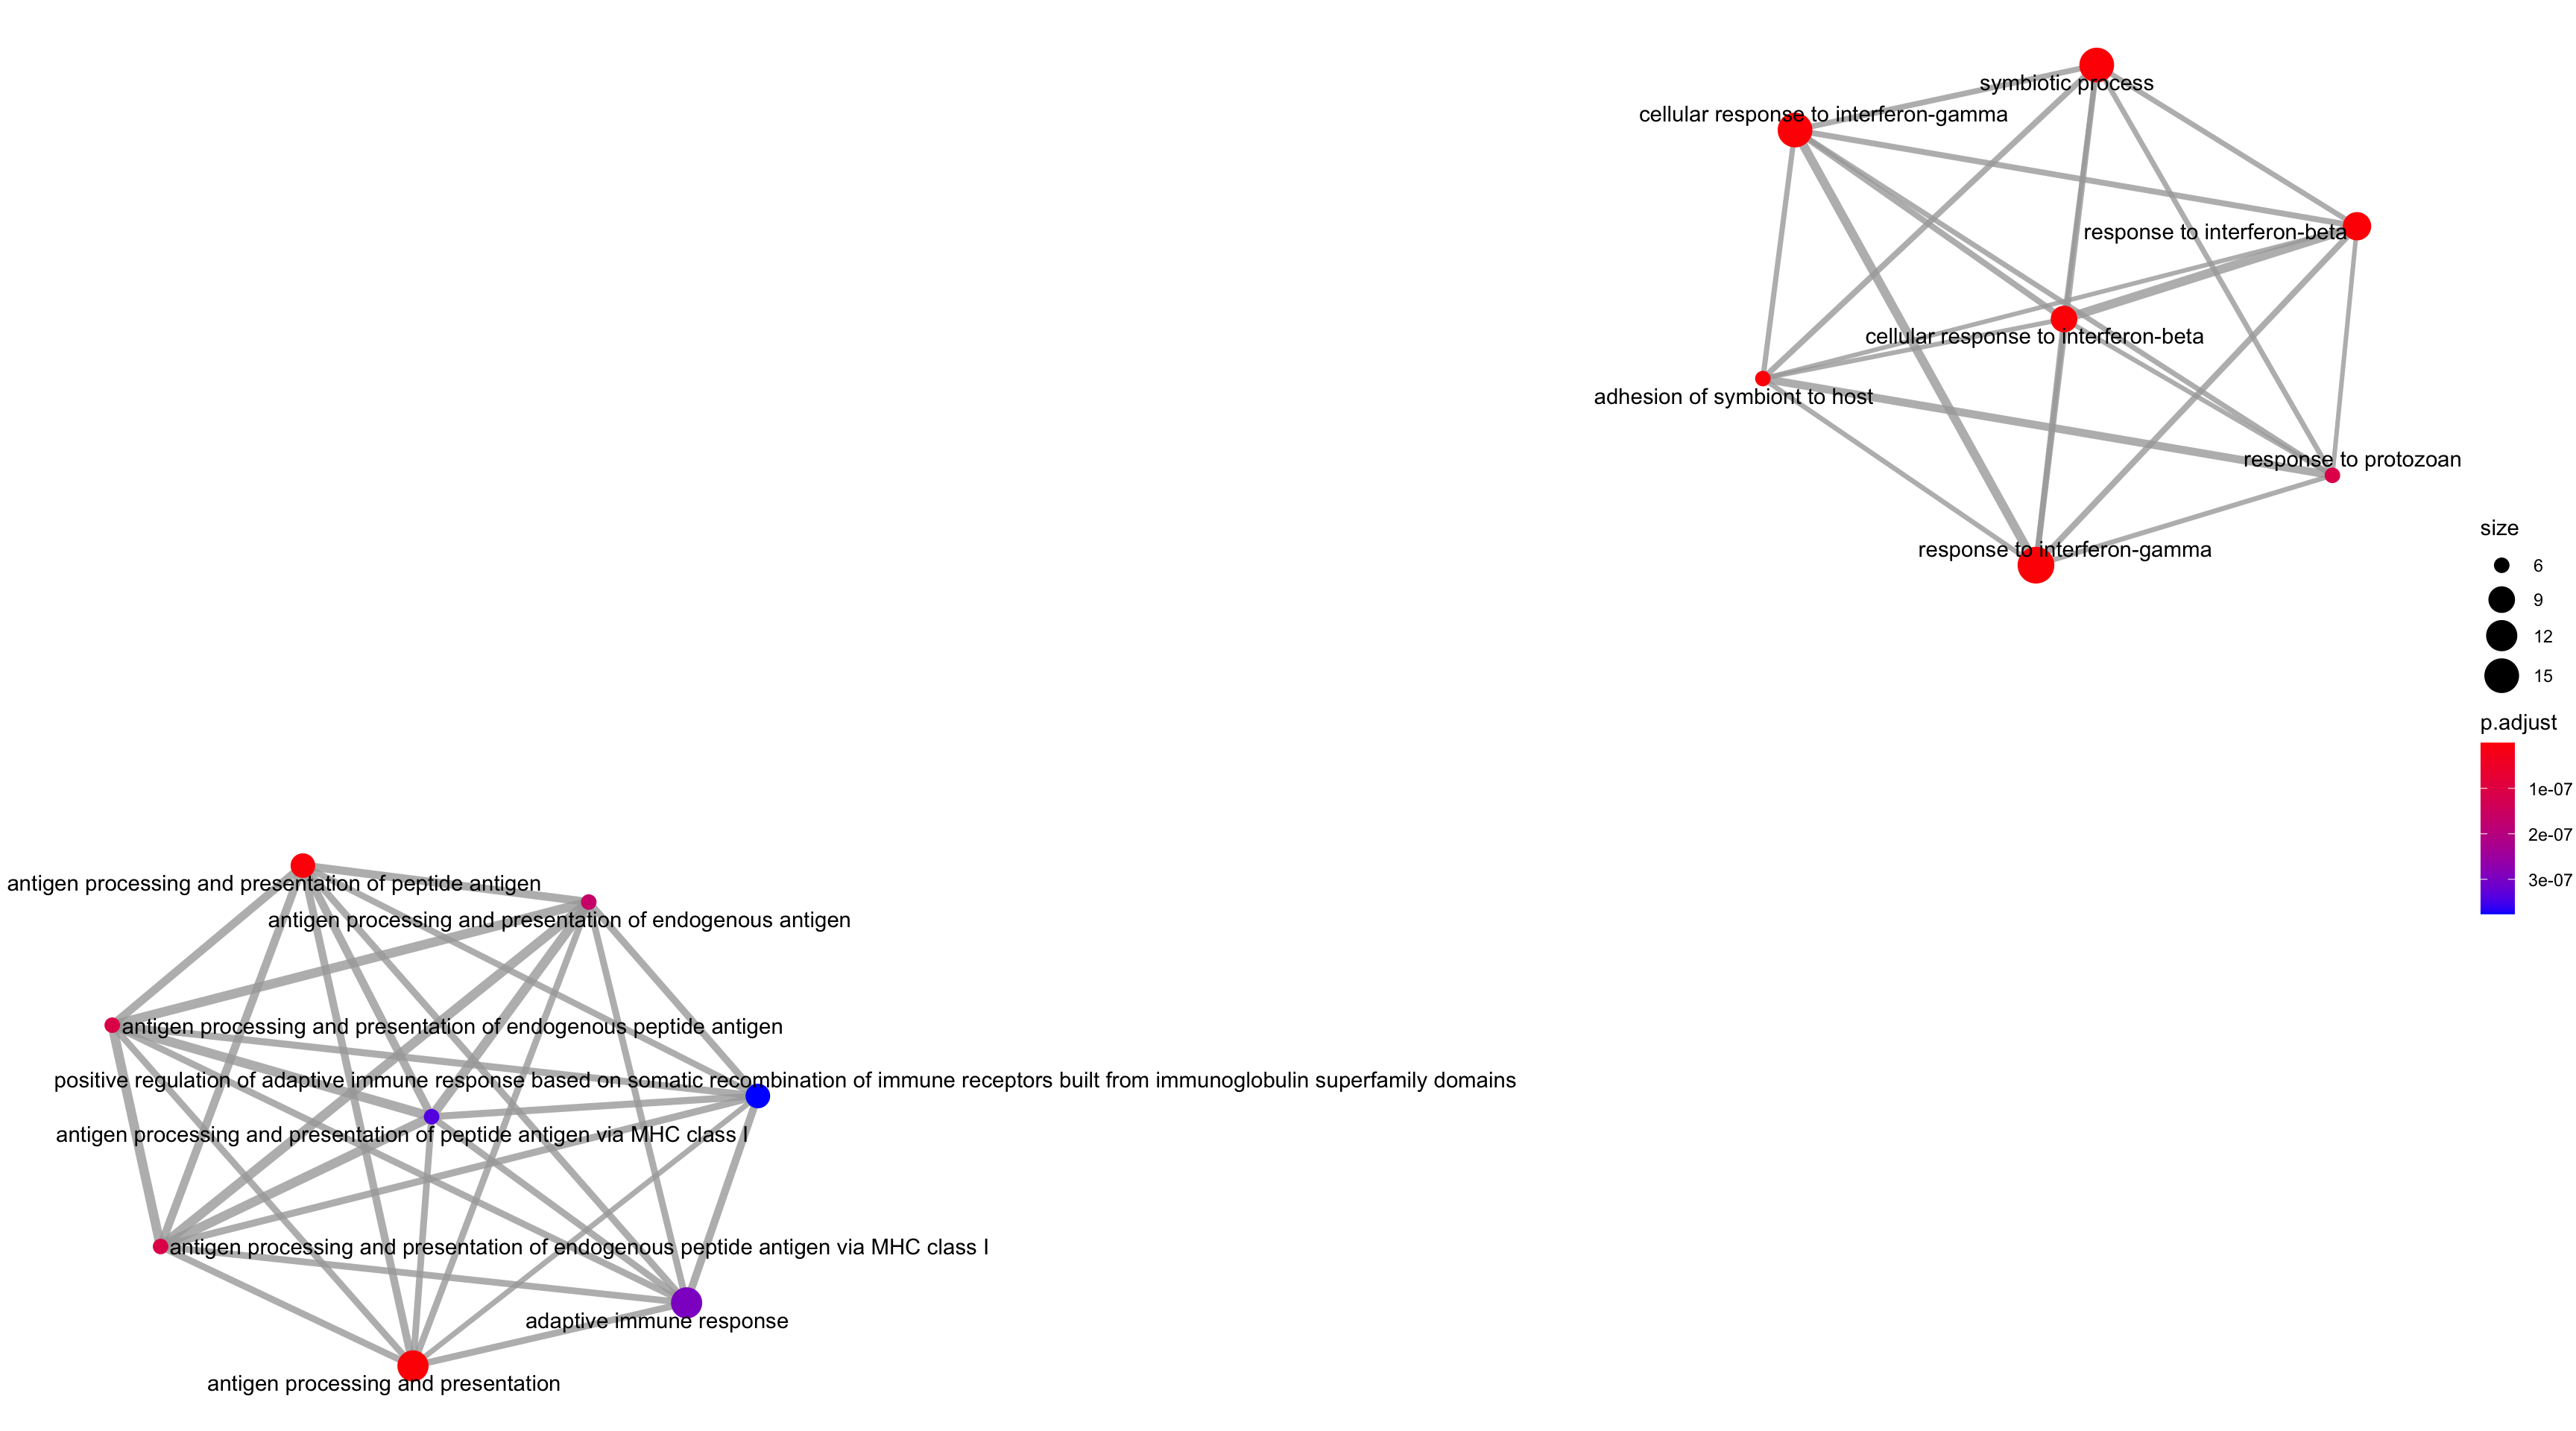 symbiotic process
cellular response to interferon-gamma
response to interferon-beta
cellular response to interferon-beta
adhesion of symbiont to host
response to protozoan
response to interferon-gamma
size
6
9
12
15
p.adjust
1e-07
2e-07
3e-07
antigen processing and presentation of peptide antigen
antigen processing and presentation of endogenous antigen
antigen processing and presentation of endogenous peptide antigen
positive regulation of adaptive immune response based on somatic recombination of immune receptors built from immunoglobulin superfamily domains
antigen processing and presentation of peptide antigen via MHC class I
antigen processing and presentation of endogenous peptide antigen via MHC class I
adaptive immune response
antigen processing and presentation